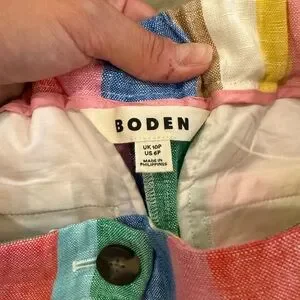 BODEN
UK 10P
US 6P
MADE IN
PHILIPPINES